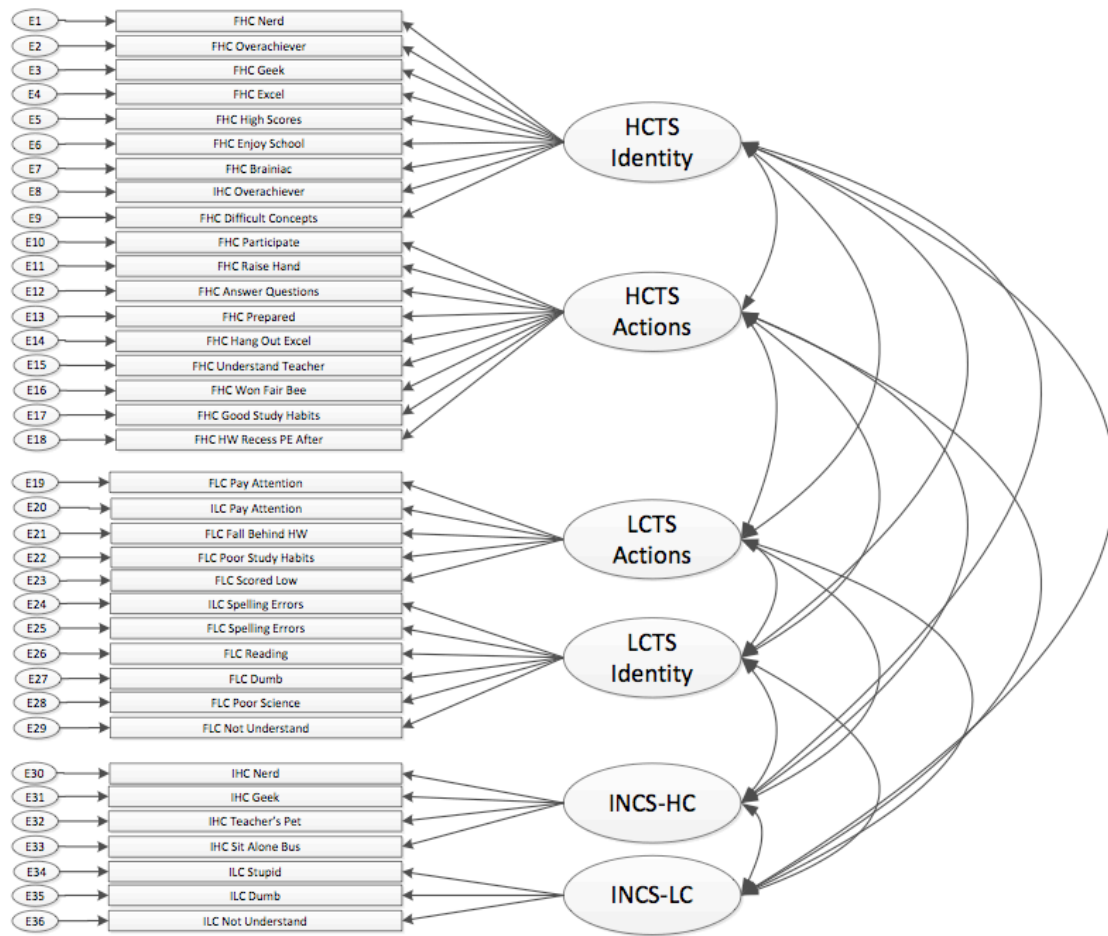 E1 FHC Nerd
E2 FHC Overachiever
E3 FHC Geek
E4 FHC Excel
E5 FHC High Scores
E6 FHC Enjoy School
E7 FHC Brainiac
E8 IHC Overachiever
E9 FHC Difficult Concepts
HCTS
Identity
E10 FHC Participate
E11 FHC Raise Hand
E12 FHC Answer Questions
E13 FHC Prepared
E14 FHC Hang Out Excel
E15 FHC Understand Teacher
E16 FHC Won Fair Bee
E17 FHC Good Study Habits
E18 FHC HW Recess PE After
HCTS
Actions
E19 FLC Pay Attention
E20 ILC Pay Attention
E21 FLC Fall Behind HW
E22 FLC Poor Study Habits
E23 FLC Scored Low
LCTS
Actions
E24 ILC Spelling Errors
E25 FLC Spelling Errors
E26 FLC Reading
E27 FLC Dumb
E28 FLC Poor Science
E29 FLC Not Understand
LCTS
Identity
E30 IHC Nerd
E31 IHC Geek
E32 IHC Teacher's Pet
E33 IHC Sit Alone Bus
INCS-HC
E34 ILC Stupid
E35 ILC Dumb
E36 ILC Not Understand
INCS-LC